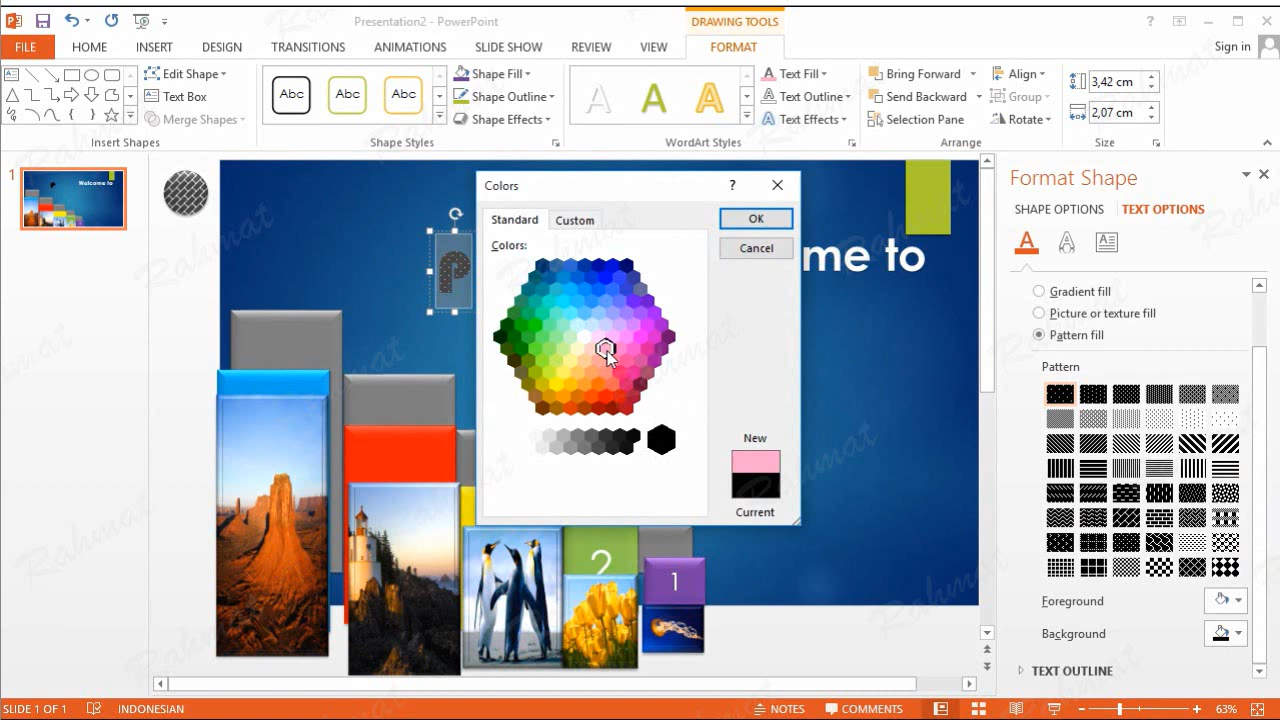 Presentation2 - PowerPoint
DRAWING TOOLS
?
FILE HOME INSERT DESIGN TRANSITIONS ANIMATIONS SLIDE SHOW REVIEW VIEW FORMAT Sign in
Edit Shape
Text Box
Merge Shapes
Insert Shapes
Abc Abc Abc
Shape Fill
Shape Outline
Shape Effects
Shape Styles
A A A
Text Fill
Text Outline
Text Effects
WordArt Styles
Bring Forward
Send Backward
Selection Pane
Align
Group
Rotate
Arrange
3,42 cm
2,07 cm
Size
1
Welcome to
P
me to
2
1
Colors
?
Standard Custom
Colors:
OK
Cancel
New
Current
Format Shape
SHAPE OPTIONS TEXT OPTIONS
Gradient fill
Picture or texture fill
Pattern fill
Pattern
Foreground
Background
TEXT OUTLINE
SLIDE 1 OF 1 INDONESIAN NOTES COMMENTS 63%
Rahmat